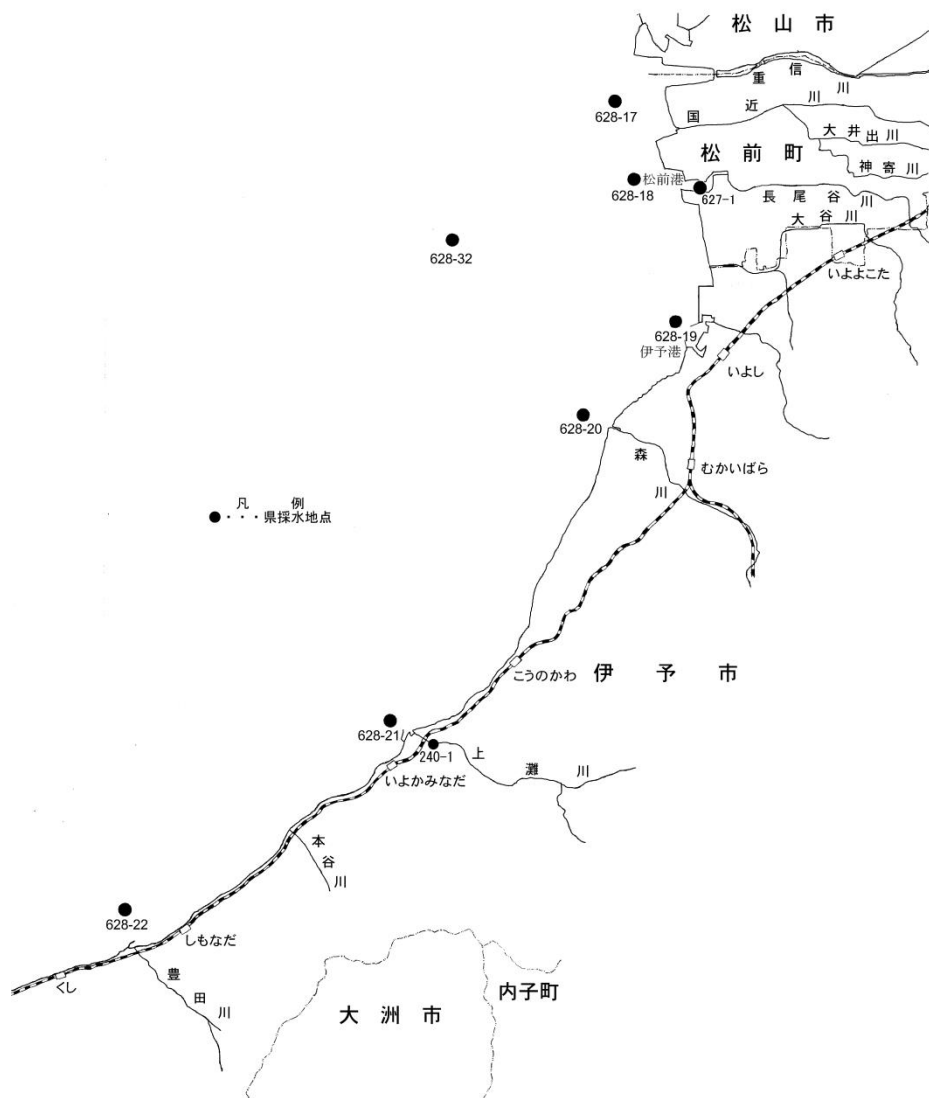 松山市
重信川
628-17
国近川
大井出川
松前町
神寄川
628-18
松前港
627-1
長尾谷川
大谷川
628-32
いよよこた
628-19
伊予港
いよし
628-20
森川
むかいばら
凡例
●・・・県採水地点
こうのかわ
伊予市
628-21
240-1
上灘川
いよかみなだ
本谷川
628-22
しもなだ
くし
豊田川
内子町
大洲市